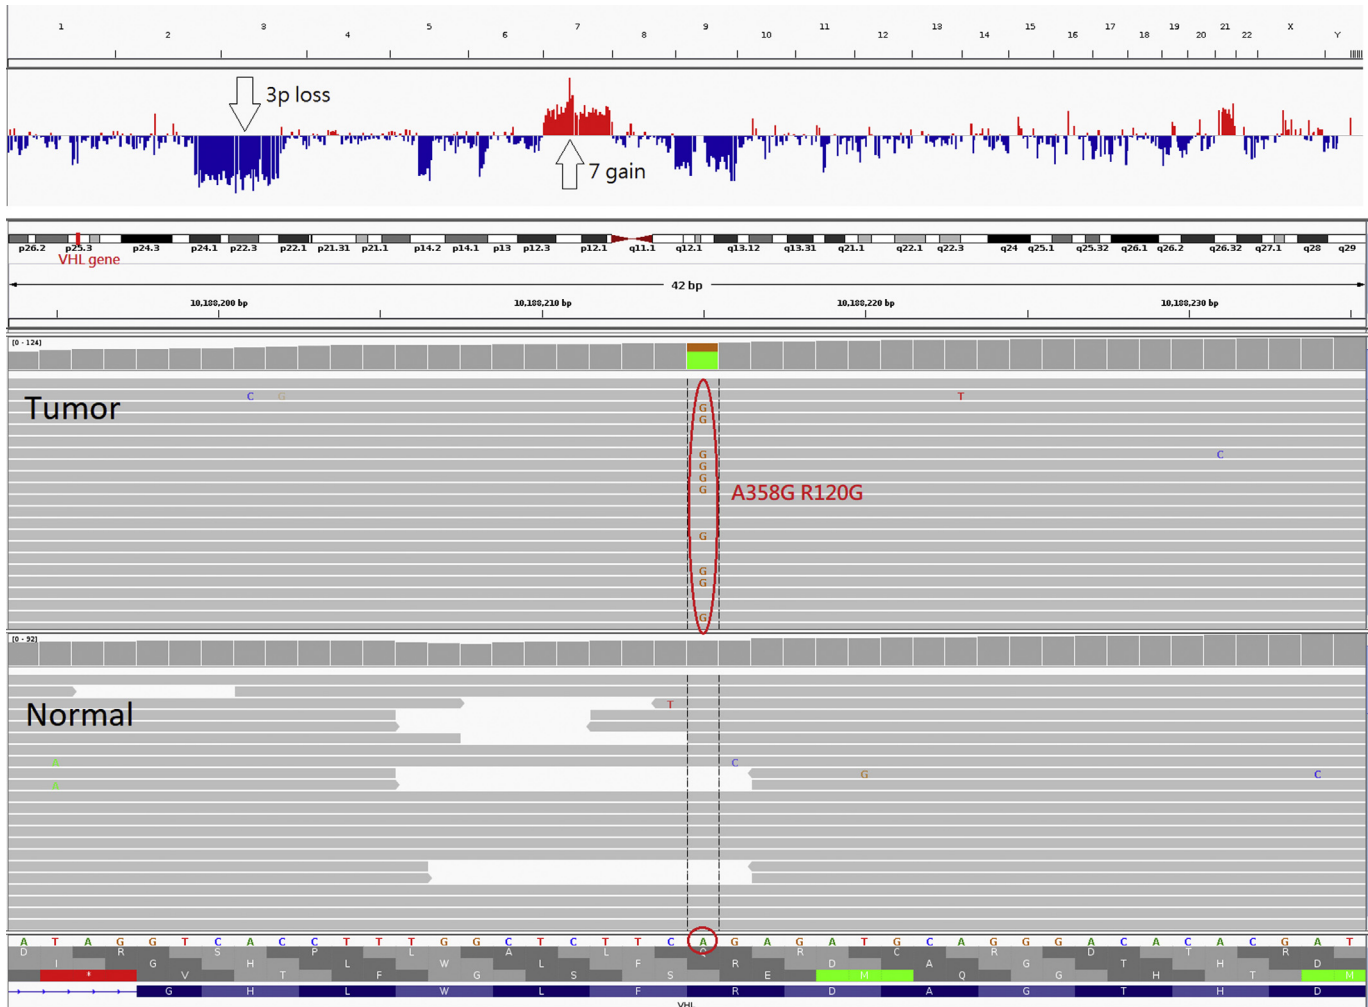 1 2 3 4 5 6 7 8 9 10 11 12 13 14 15 16 17 18 19 20 21 22 X Y
3p loss
7 gain
p26.2 p25.3 p24.3 p24.1 p22.3 p22.1 p21.31 p21.1 p14.2 p14.1 p13 p12.3 p12.1 q11.1 q12.1 q13.12 q13.31 q21.1 q22.1 q22.3 q24 q25.1 q25.32 q26.1 q26.2 q26.32 q27.1 q28 q29
VHL gene
42 bp
10,188,200 bp 10,188,210 bp 10,188,220 bp 10,188,230 bp
[0 - 124]
C G T
Tumor
G
G
G C
G
G
G
A358G R120G
G
G
G
G
[0 - 92]
T
Normal
A C
G C
A
A T A G G T C A C C T T T G G C T C T T C A G A G A T G C A G G G A C A C A C G A T
D R S P L A L Q R D C R D T R
I G H L W L F R D A G T H D
* V T F G S S E M Q G H T M
G H L W L F R D A G T H D
VHL